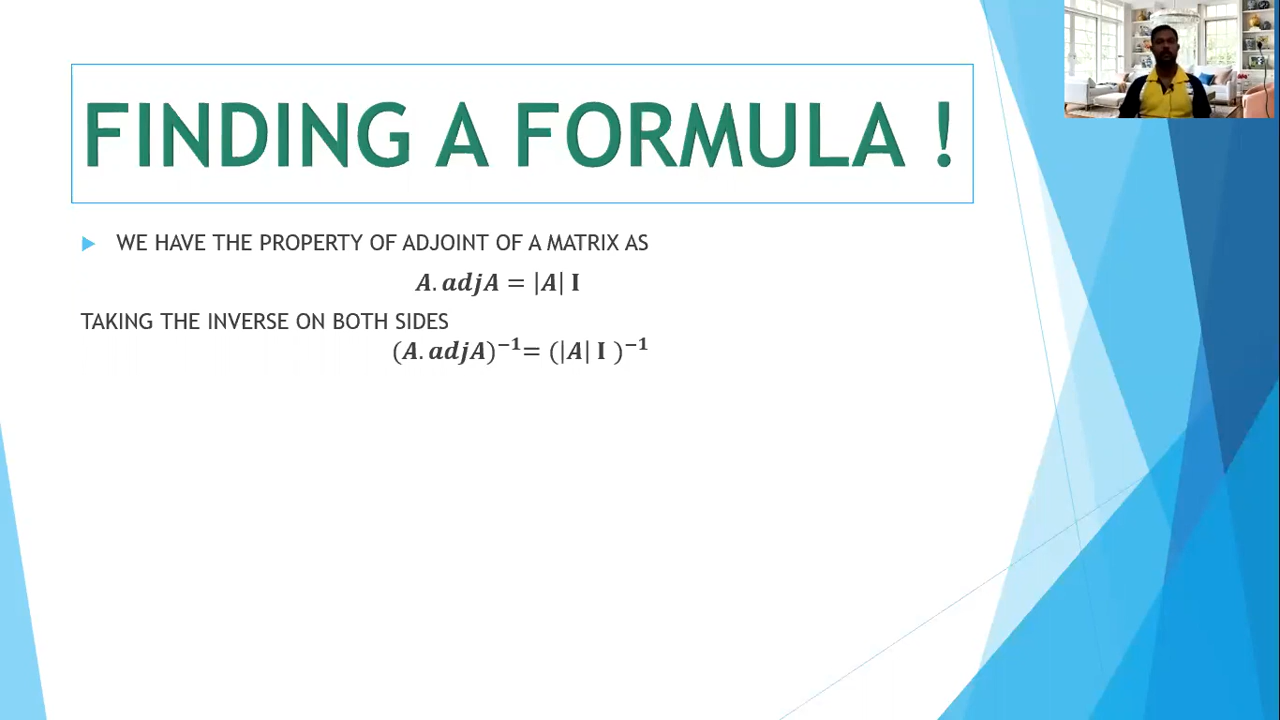 FINDING A FORMULA !
WE HAVE THE PROPERTY OF ADJOINT OF A MATRIX AS
A.adjA = |A| I
TAKING THE INVERSE ON BOTH SIDES
(A.adjA)⁻¹= (|A| I )⁻¹